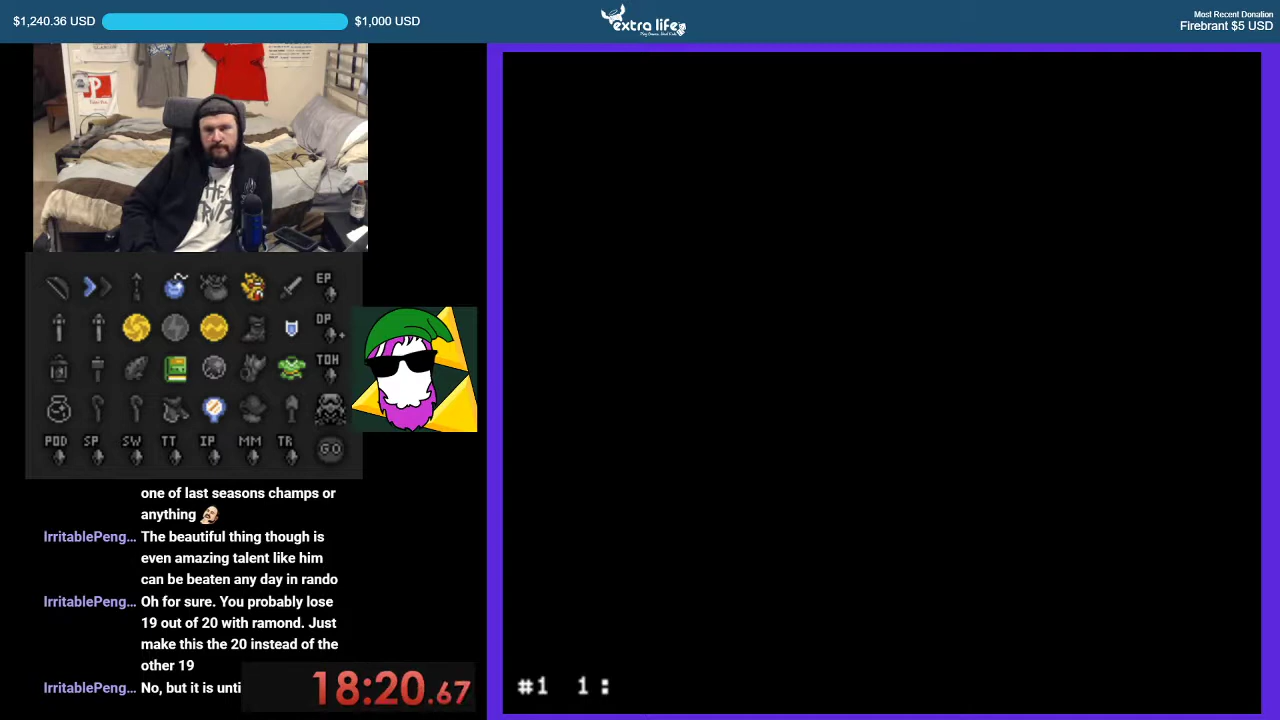 $1,240.36 USD
$1,000 USD
extra life
Play Games. Heal Kids.
Most Recent Donation
Firebrant $5 USD
EP
DP
TOH
POD SP SW TT IP MM TR GO
one of last seasons champs or
anything
IrritablePeng... The beautiful thing though is
even amazing talent like him
can be beaten any day in rando
IrritablePeng... Oh for sure. You probably lose
19 out of 20 with ramond. Just
make this the 20 instead of the
other 19
IrritablePeng... No, but it is unti
18:20.67
#1 1: